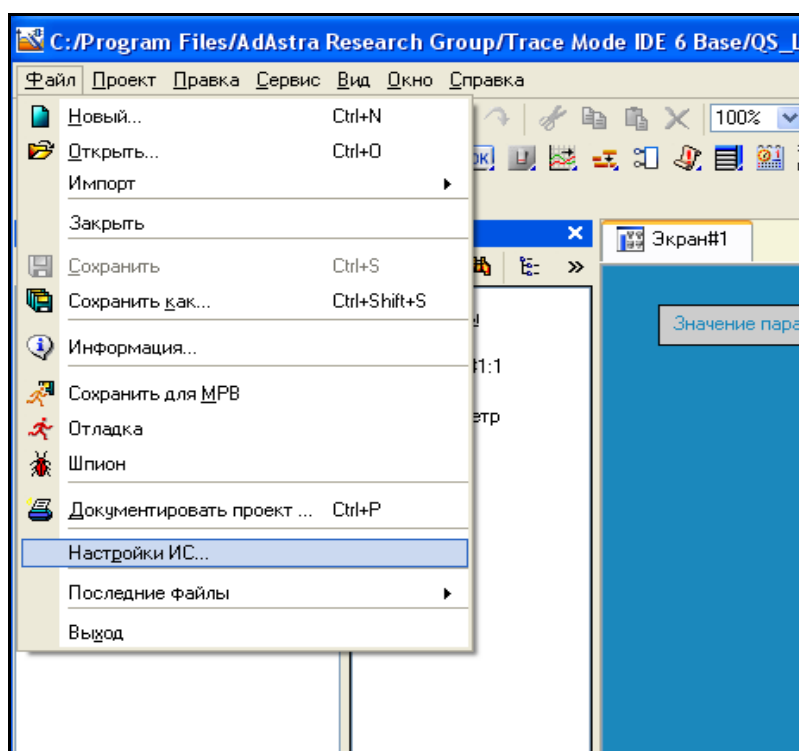 C:/Program Files/AdAstra Research Group/Trace Mode IDE 6 Base/QS_L
Файл Проект Правка Сервис Вид Окно Справка
Новый... Ctrl+N
100%
Открыть... Ctrl+O
Импорт
Закрыть
Экран#1
Сохранить Ctrl+S
Сохранить как... Ctrl+Shift+S
Значение пара
Информация...
#1:1
Сохранить для МРВ
етр
Отладка
Шпион
Документировать проект ... Ctrl+P
Настройки ИС...
Последние файлы
Выход